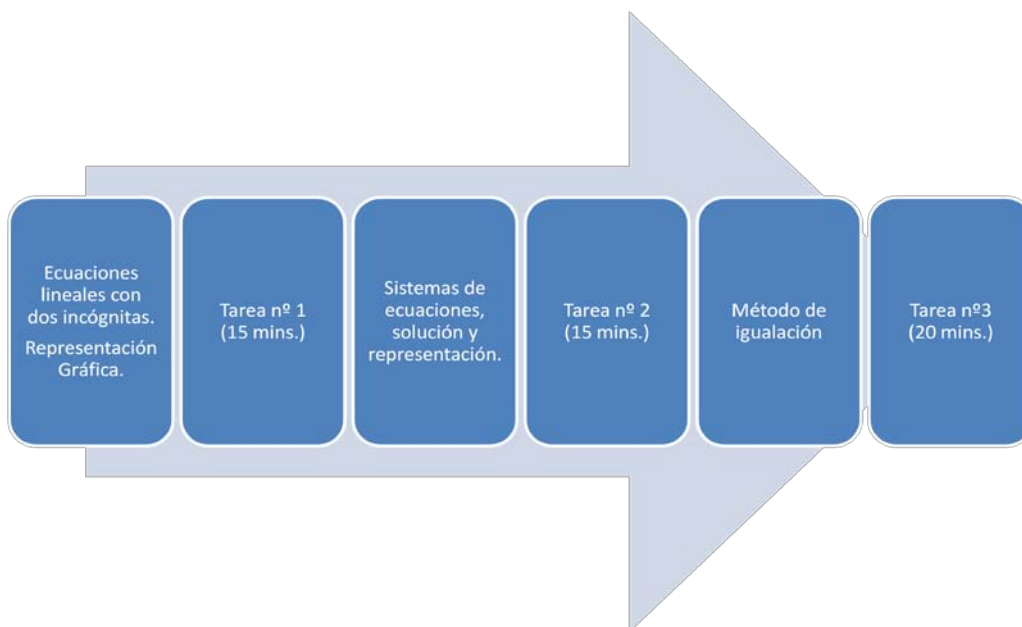 Ecuaciones
lineales con
dos incógnitas.
Representación
Gráfica.
Tarea nº 1
(15 mins.)
Sistemas de
ecuaciones,
solución y
representación.
Tarea nº 2
(15 mins.)
Método de
igualación
Tarea nº3
(20 mins.)